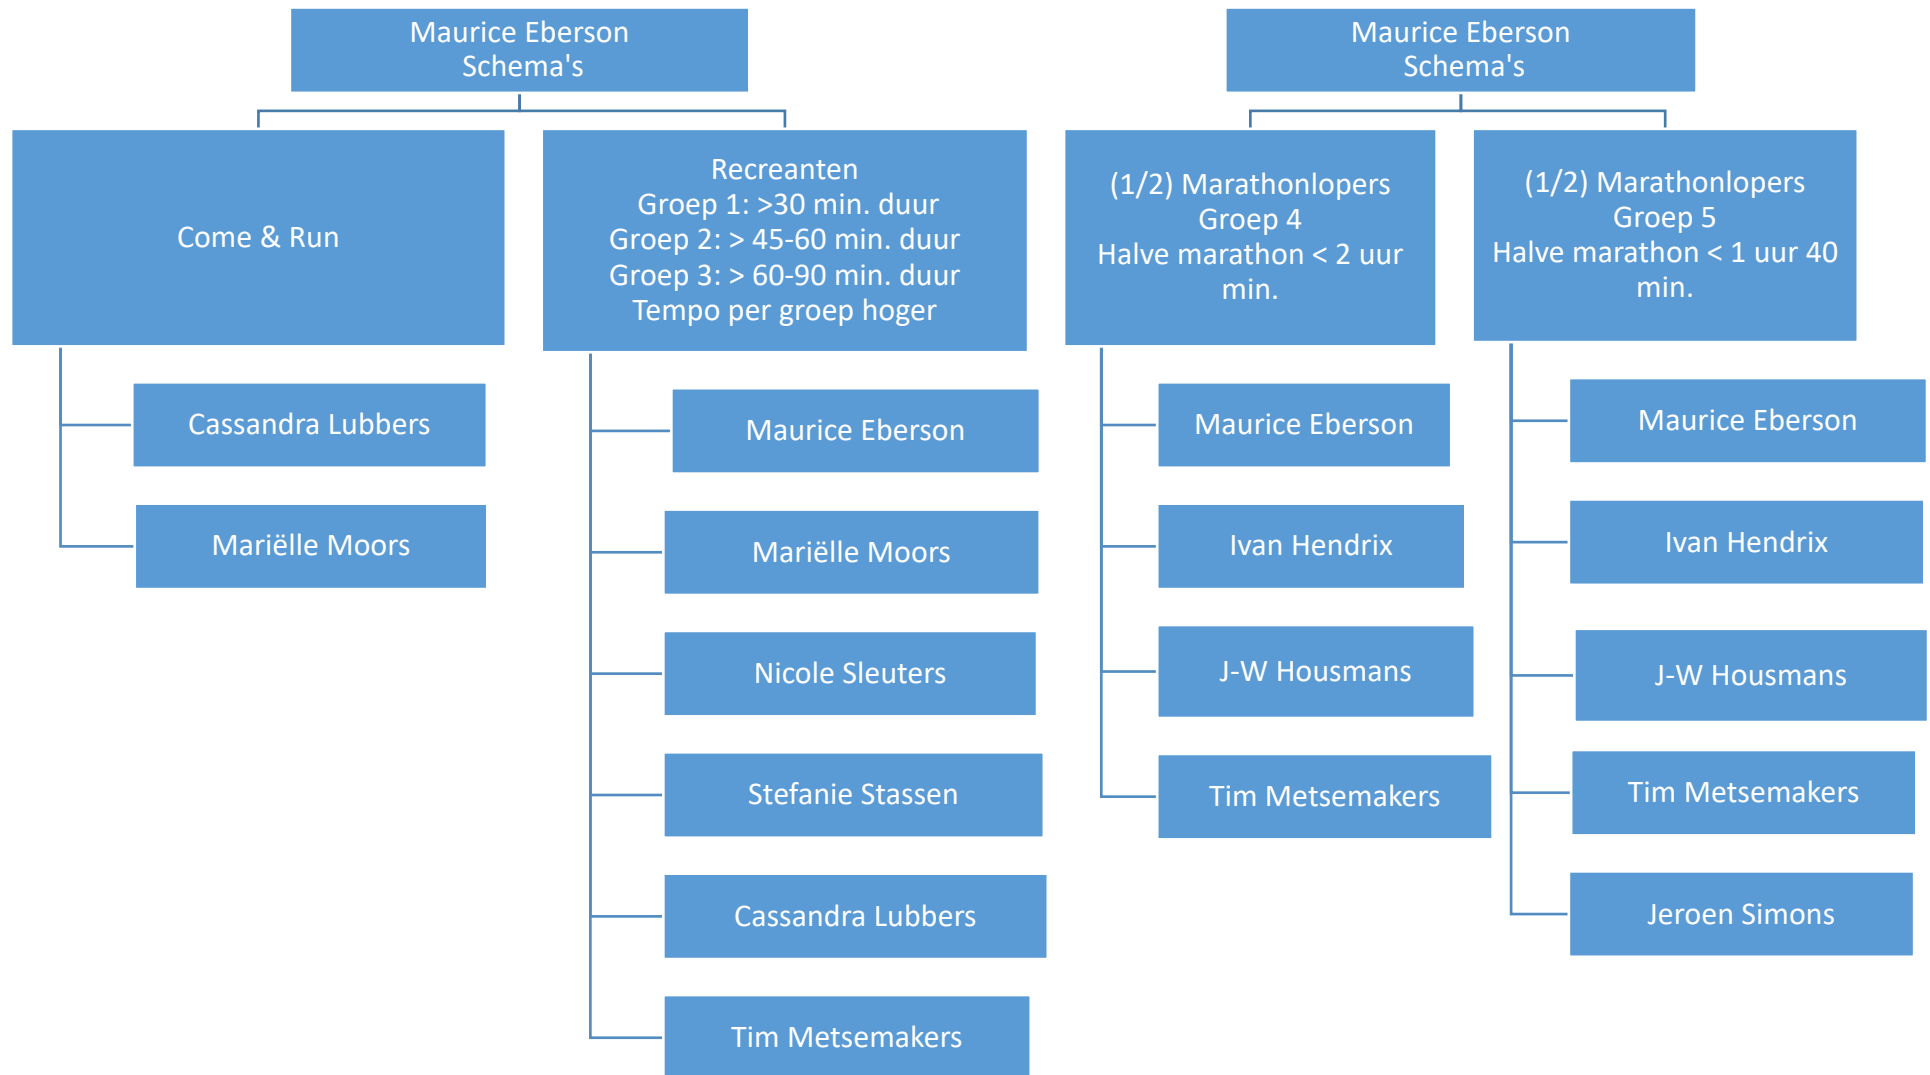 Maurice Eberson
Schema's
Come & Run
Cassandra Lubbers
Mariëlle Moors
Recreanten
Groep 1: >30 min. duur
Groep 2: > 45-60 min. duur
Groep 3: > 60-90 min. duur
Tempo per groep hoger
Maurice Eberson
Mariëlle Moors
Nicole Sleuters
Stefanie Stassen
Cassandra Lubbers
Tim Metsemakers
Maurice Eberson
Schema's
(1/2) Marathonlopers
Groep 4
Halve marathon < 2 uur
min.
Maurice Eberson
Ivan Hendrix
J-W Housmans
Tim Metsemakers
(1/2) Marathonlopers
Groep 5
Halve marathon < 1 uur 40
min.
Maurice Eberson
Ivan Hendrix
J-W Housmans
Tim Metsemakers
Jeroen Simons